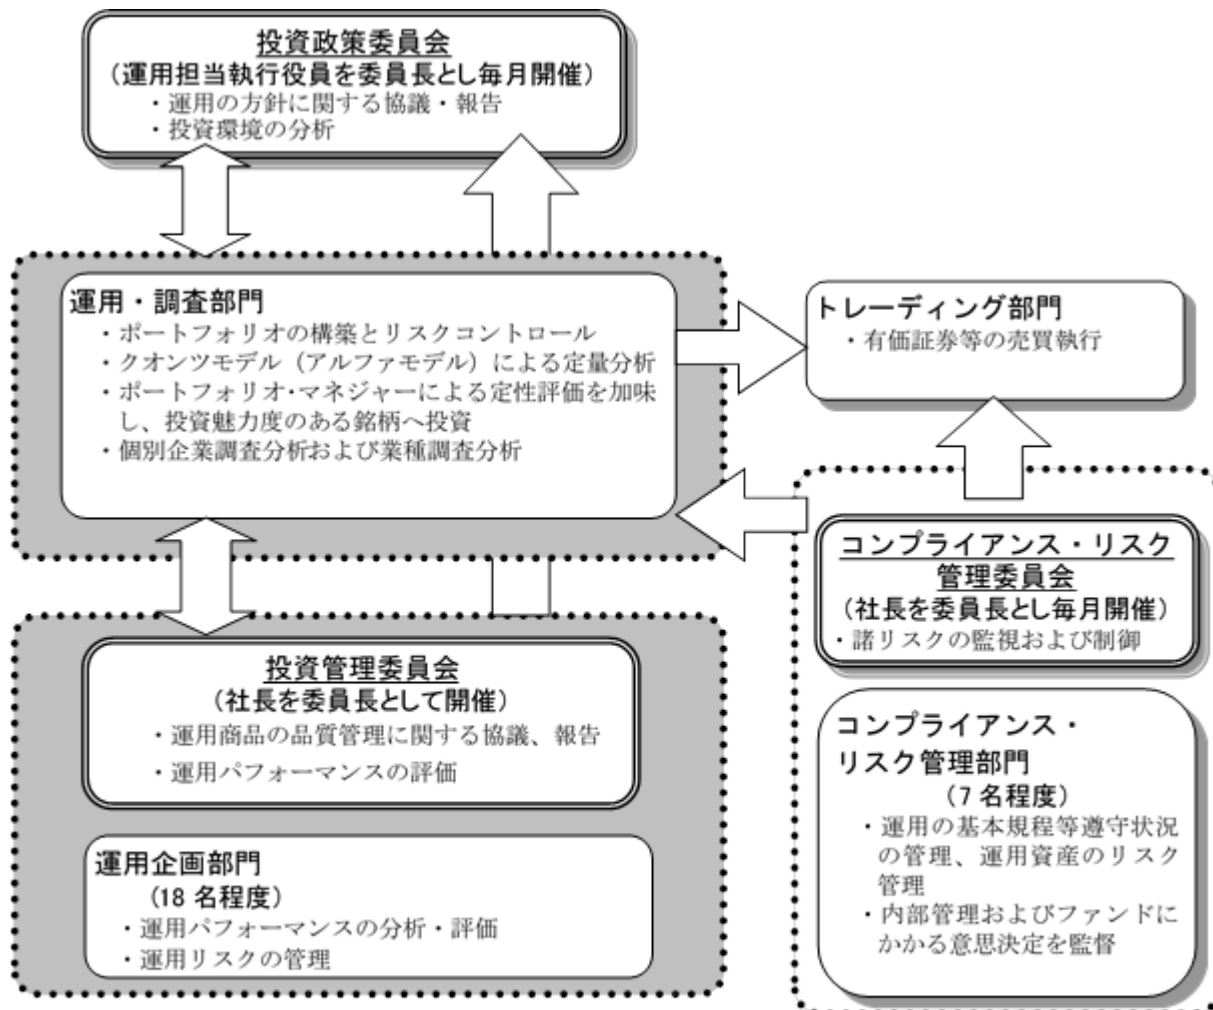 投資政策委員会
(運用担当執行役員を委員長とし毎月開催)
・運用の方針に関する協議・報告
・投資環境の分析
運用・調査部門
・ポートフォリオの構築とリスクコントロール
・クオンツモデル（アルファモデル）による定量分析
・ポートフォリオ・マネジャーによる定性評価を加味
し、投資魅力度のある銘柄へ投資
・個別企業調査分析および業種調査分析
トレーディング部門
・有価証券等の売買執行
投資管理委員会
(社長を委員長として開催)
・運用商品の品質管理に関する協議、報告
・運用パフォーマンスの評価
運用企画部門
(18 名程度)
・運用パフォーマンスの分析・評価
・運用リスクの管理
コンプライアンス・リスク
管理委員会
(社長を委員長とし毎月開催)
・諸リスクの監視および制御
コンプライアンス・
リスク管理部門
(7 名程度)
・運用の基本規程等遵守状況
の管理、運用資産のリスク
管理
・内部管理およびファンドに
かかる意思決定を監督